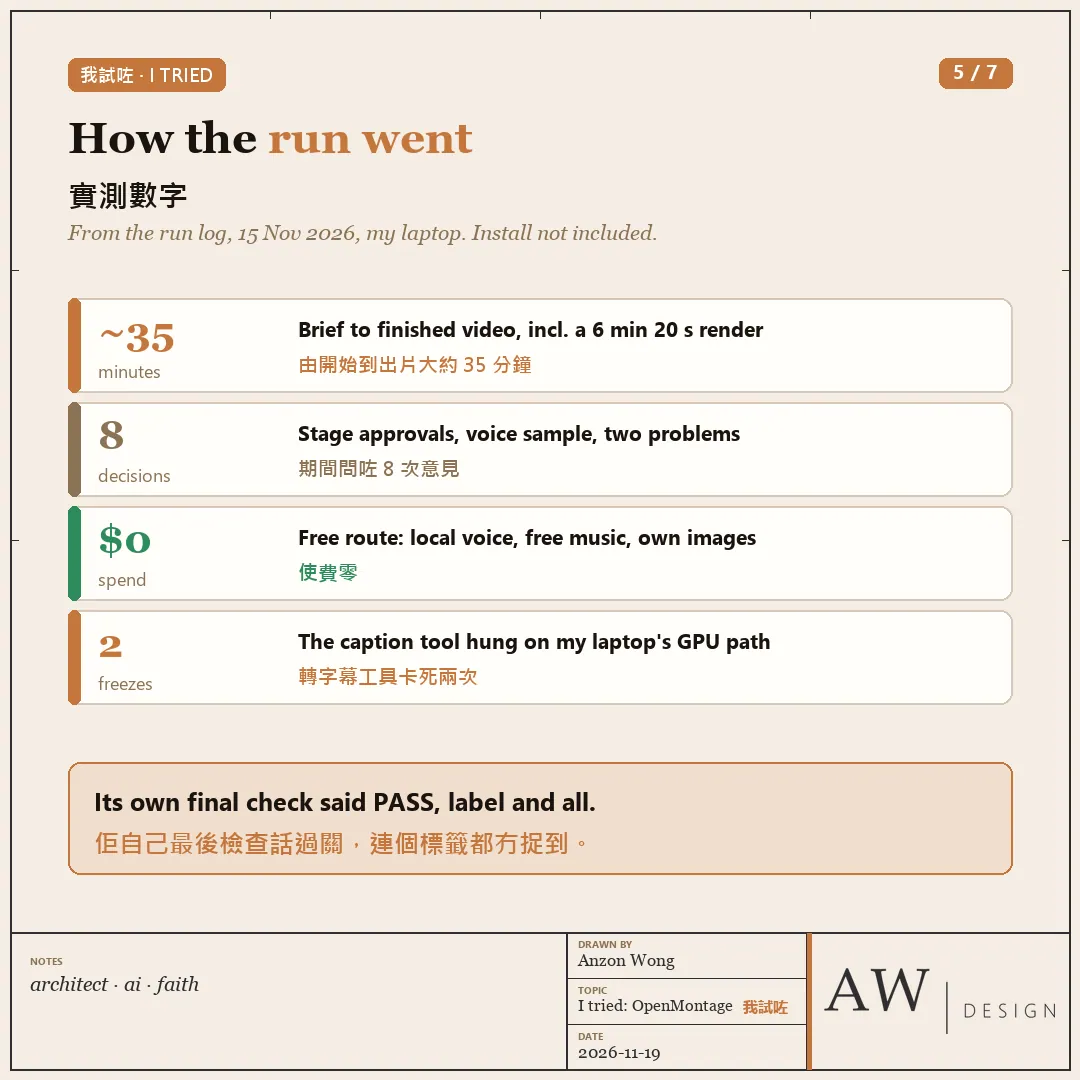 我試咗 · I TRIED
5 / 7
How the run went
實測數字
From the run log, 15 Nov 2026, my laptop. Install not included.
~35
minutes
Brief to finished video, incl. a 6 min 20 s render
由開始到出片大約 35 分鐘
8
decisions
Stage approvals, voice sample, two problems
期間問咗 8 次意見
$0
spend
Free route: local voice, free music, own images
使費零
2
freezes
The caption tool hung on my laptop's GPU path
轉字幕工具卡死兩次
Its own final check said PASS, label and all.
佢自己最後檢查話過關，連個標籤都冇捉到。
NOTES
architect · ai · faith
DRAWN BY
Anzon Wong
TOPIC
I tried: OpenMontage 我試咗
DATE
2026-11-19
AW | DESIGN